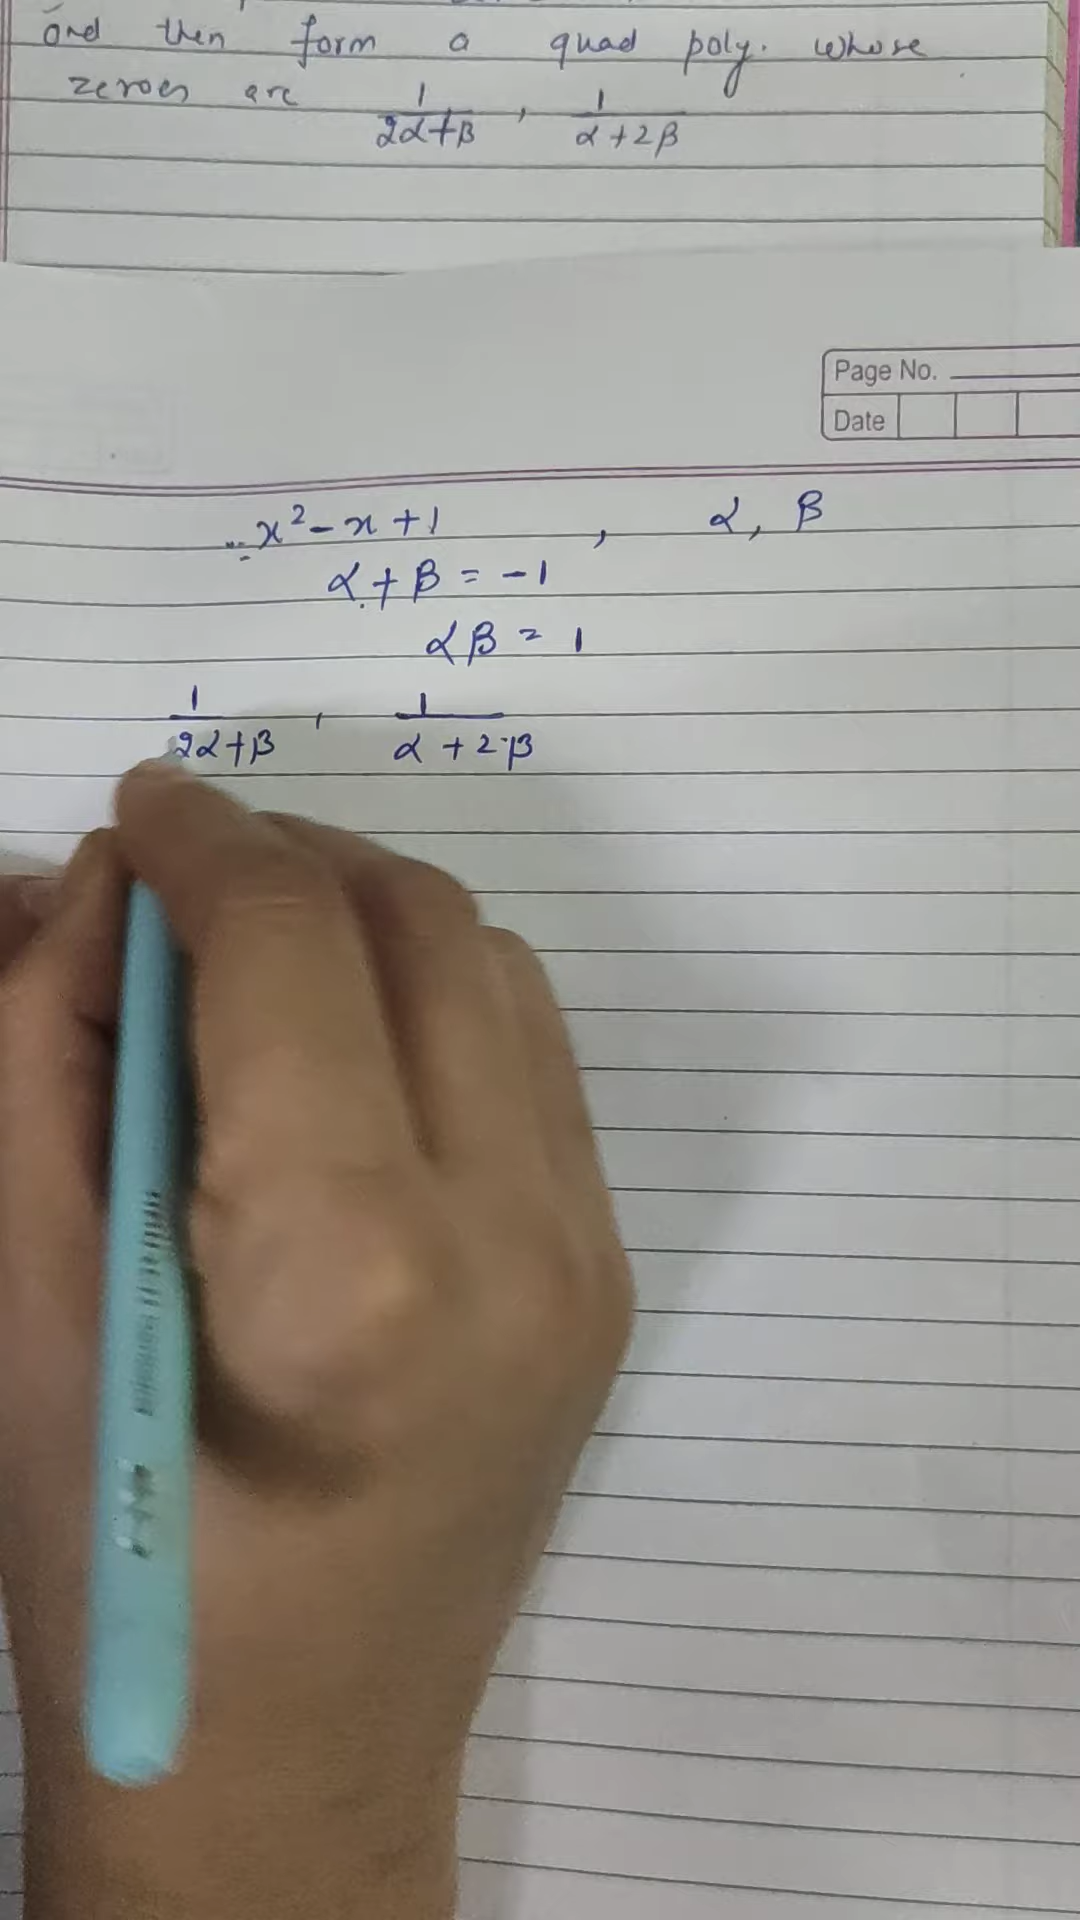 and then form a quad poly. whose
zeroes are 1/(2α+β) , 1/(α+2β)
Page No.
Date
x²-x+1 , α, β
α+β = -1
αβ = 1
1/(2α+β) , 1/(α+2β)